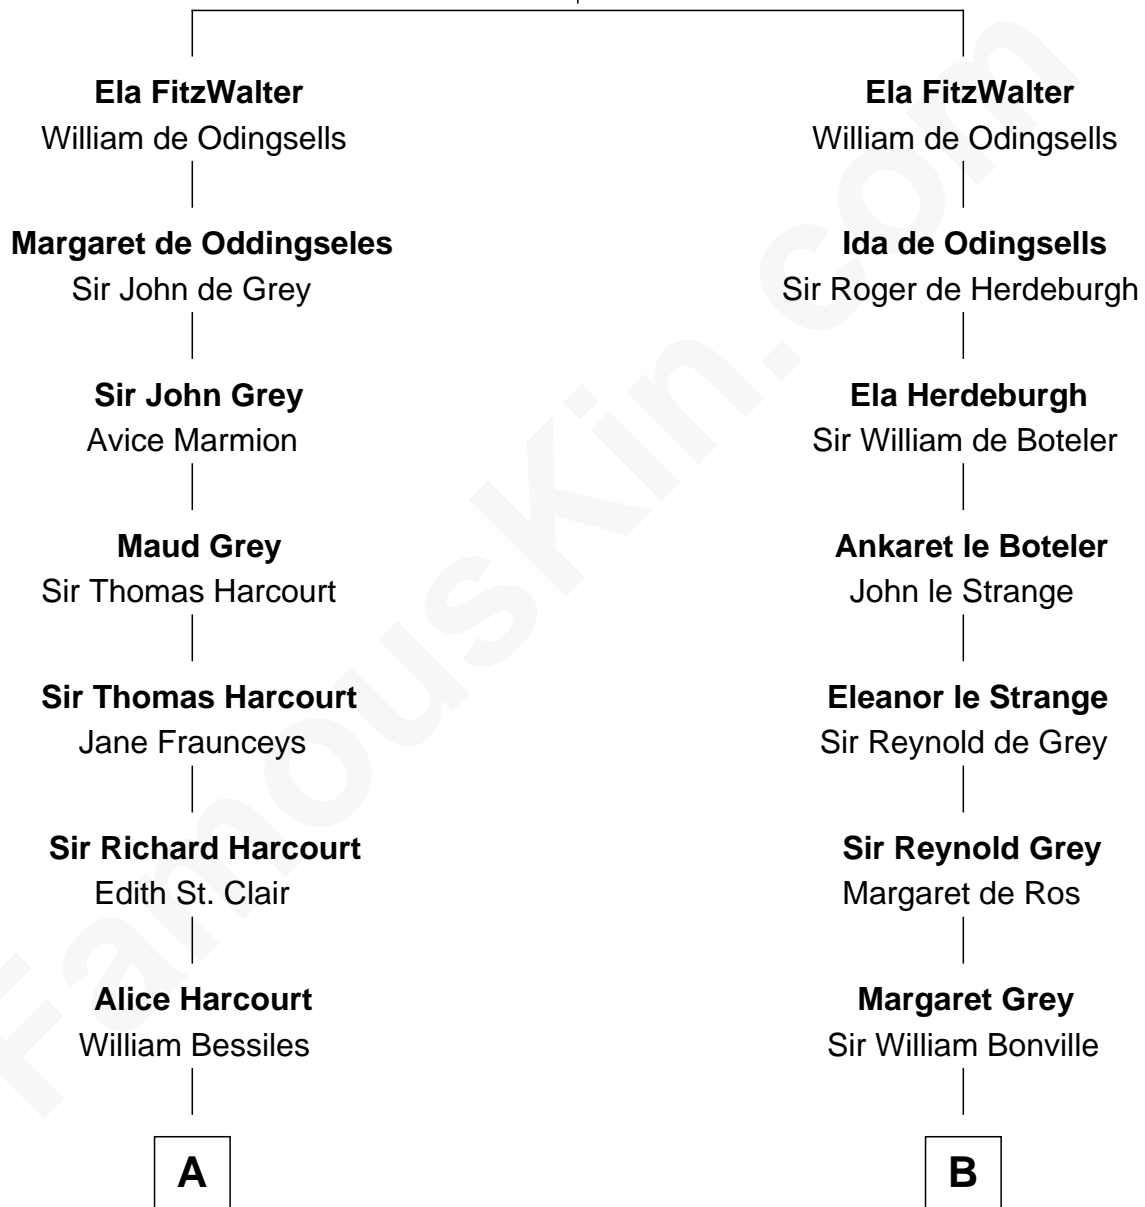 Ela FitzWalter
William de Odingsells
Margaret de Oddingseles
Sir John de Grey
Sir John Grey
Avice Marmion
Maud Grey
Sir Thomas Harcourt
Sir Thomas Harcourt
Jane Fraunceys
Sir Richard Harcourt
Edith St. Clair
Alice Harcourt
William Bessiles
A
Ela FitzWalter
William de Odingsells
Ida de Odingsells
Sir Roger de Herdeburgh
Ela Herdeburgh
Sir William de Boteler
Ankaret le Boteler
John le Strange
Eleanor le Strange
Sir Reynold de Grey
Sir Reynold Grey
Margaret de Ros
Margaret Grey
Sir William Bonville
B
FamousKin.com